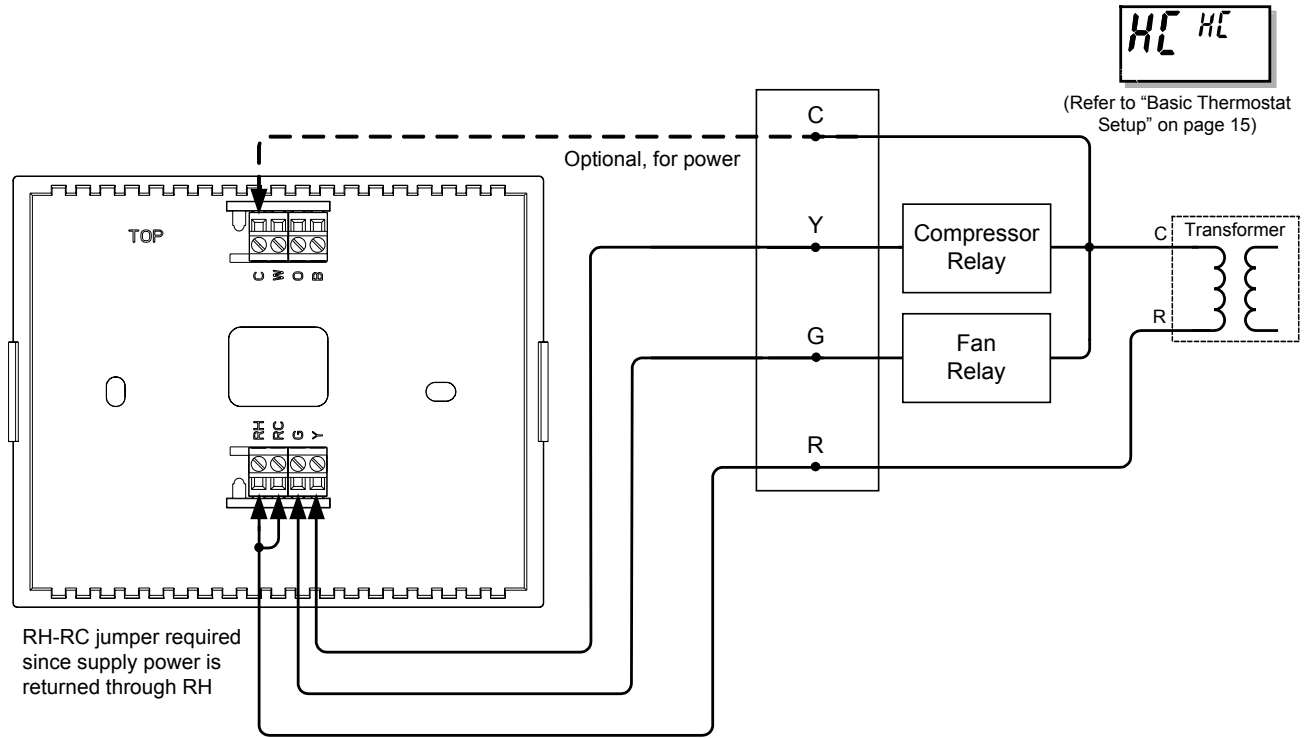 HC HC
(Refer to “Basic Thermostat
Setup” on page 15)
C
Optional, for power
TOP
C W O B
Y
Compressor
Relay
C
Transformer
R
G
Fan
Relay
RH RC G Y
R
RH-RC jumper required
since supply power is
returned through RH